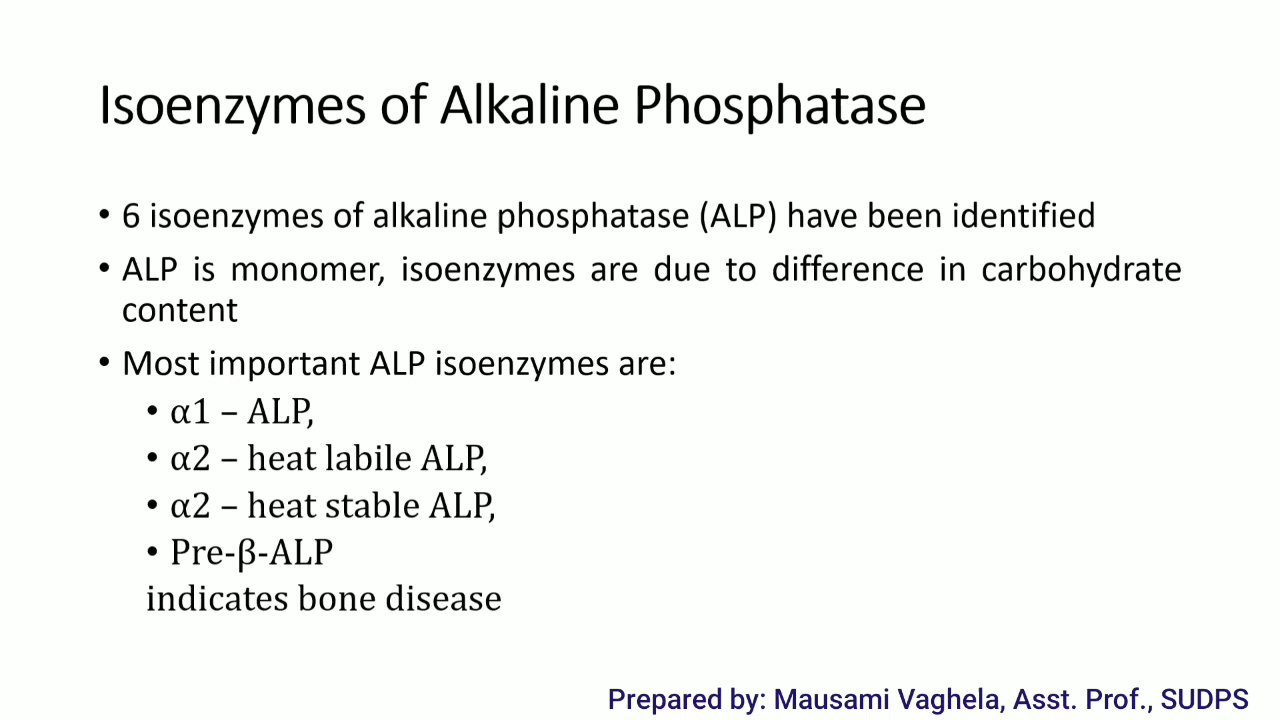 Isoenzymes of Alkaline Phosphatase
• 6 isoenzymes of alkaline phosphatase (ALP) have been identified
• ALP is monomer, isoenzymes are due to difference in carbohydrate
content
• Most important ALP isoenzymes are:
• α1 – ALP,
• α2 – heat labile ALP,
• α2 – heat stable ALP,
• Pre-β-ALP
indicates bone disease
Prepared by: Mausami Vaghela, Asst. Prof., SUDPS